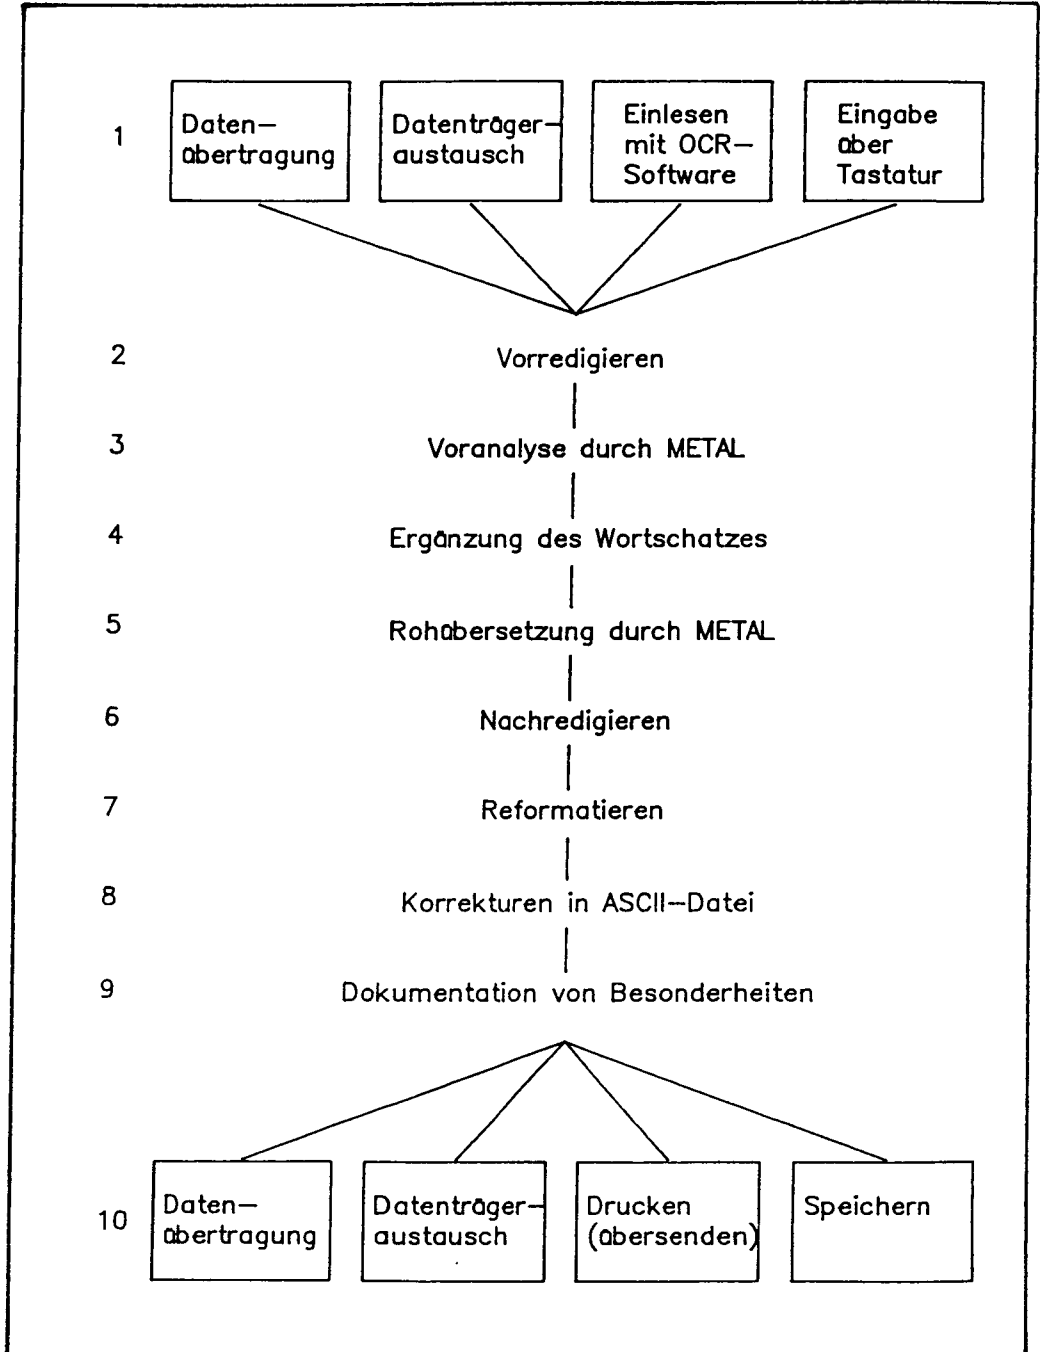 1
Daten-
übertragung
Datenträger-
austausch
Einlesen
mit OCR-
Software
Eingabe
über
Tastatur
2
Vorredigieren
3
Voranalyse durch METAL
4
Ergänzung des Wortschatzes
5
Rohübersetzung durch METAL
6
Nachredigieren
7
Reformatieren
8
Korrekturen in ASCII-Datei
9
Dokumentation von Besonderheiten
10
Daten-
übertragung
Datenträger-
austausch
Drucken
(übersenden)
Speichern